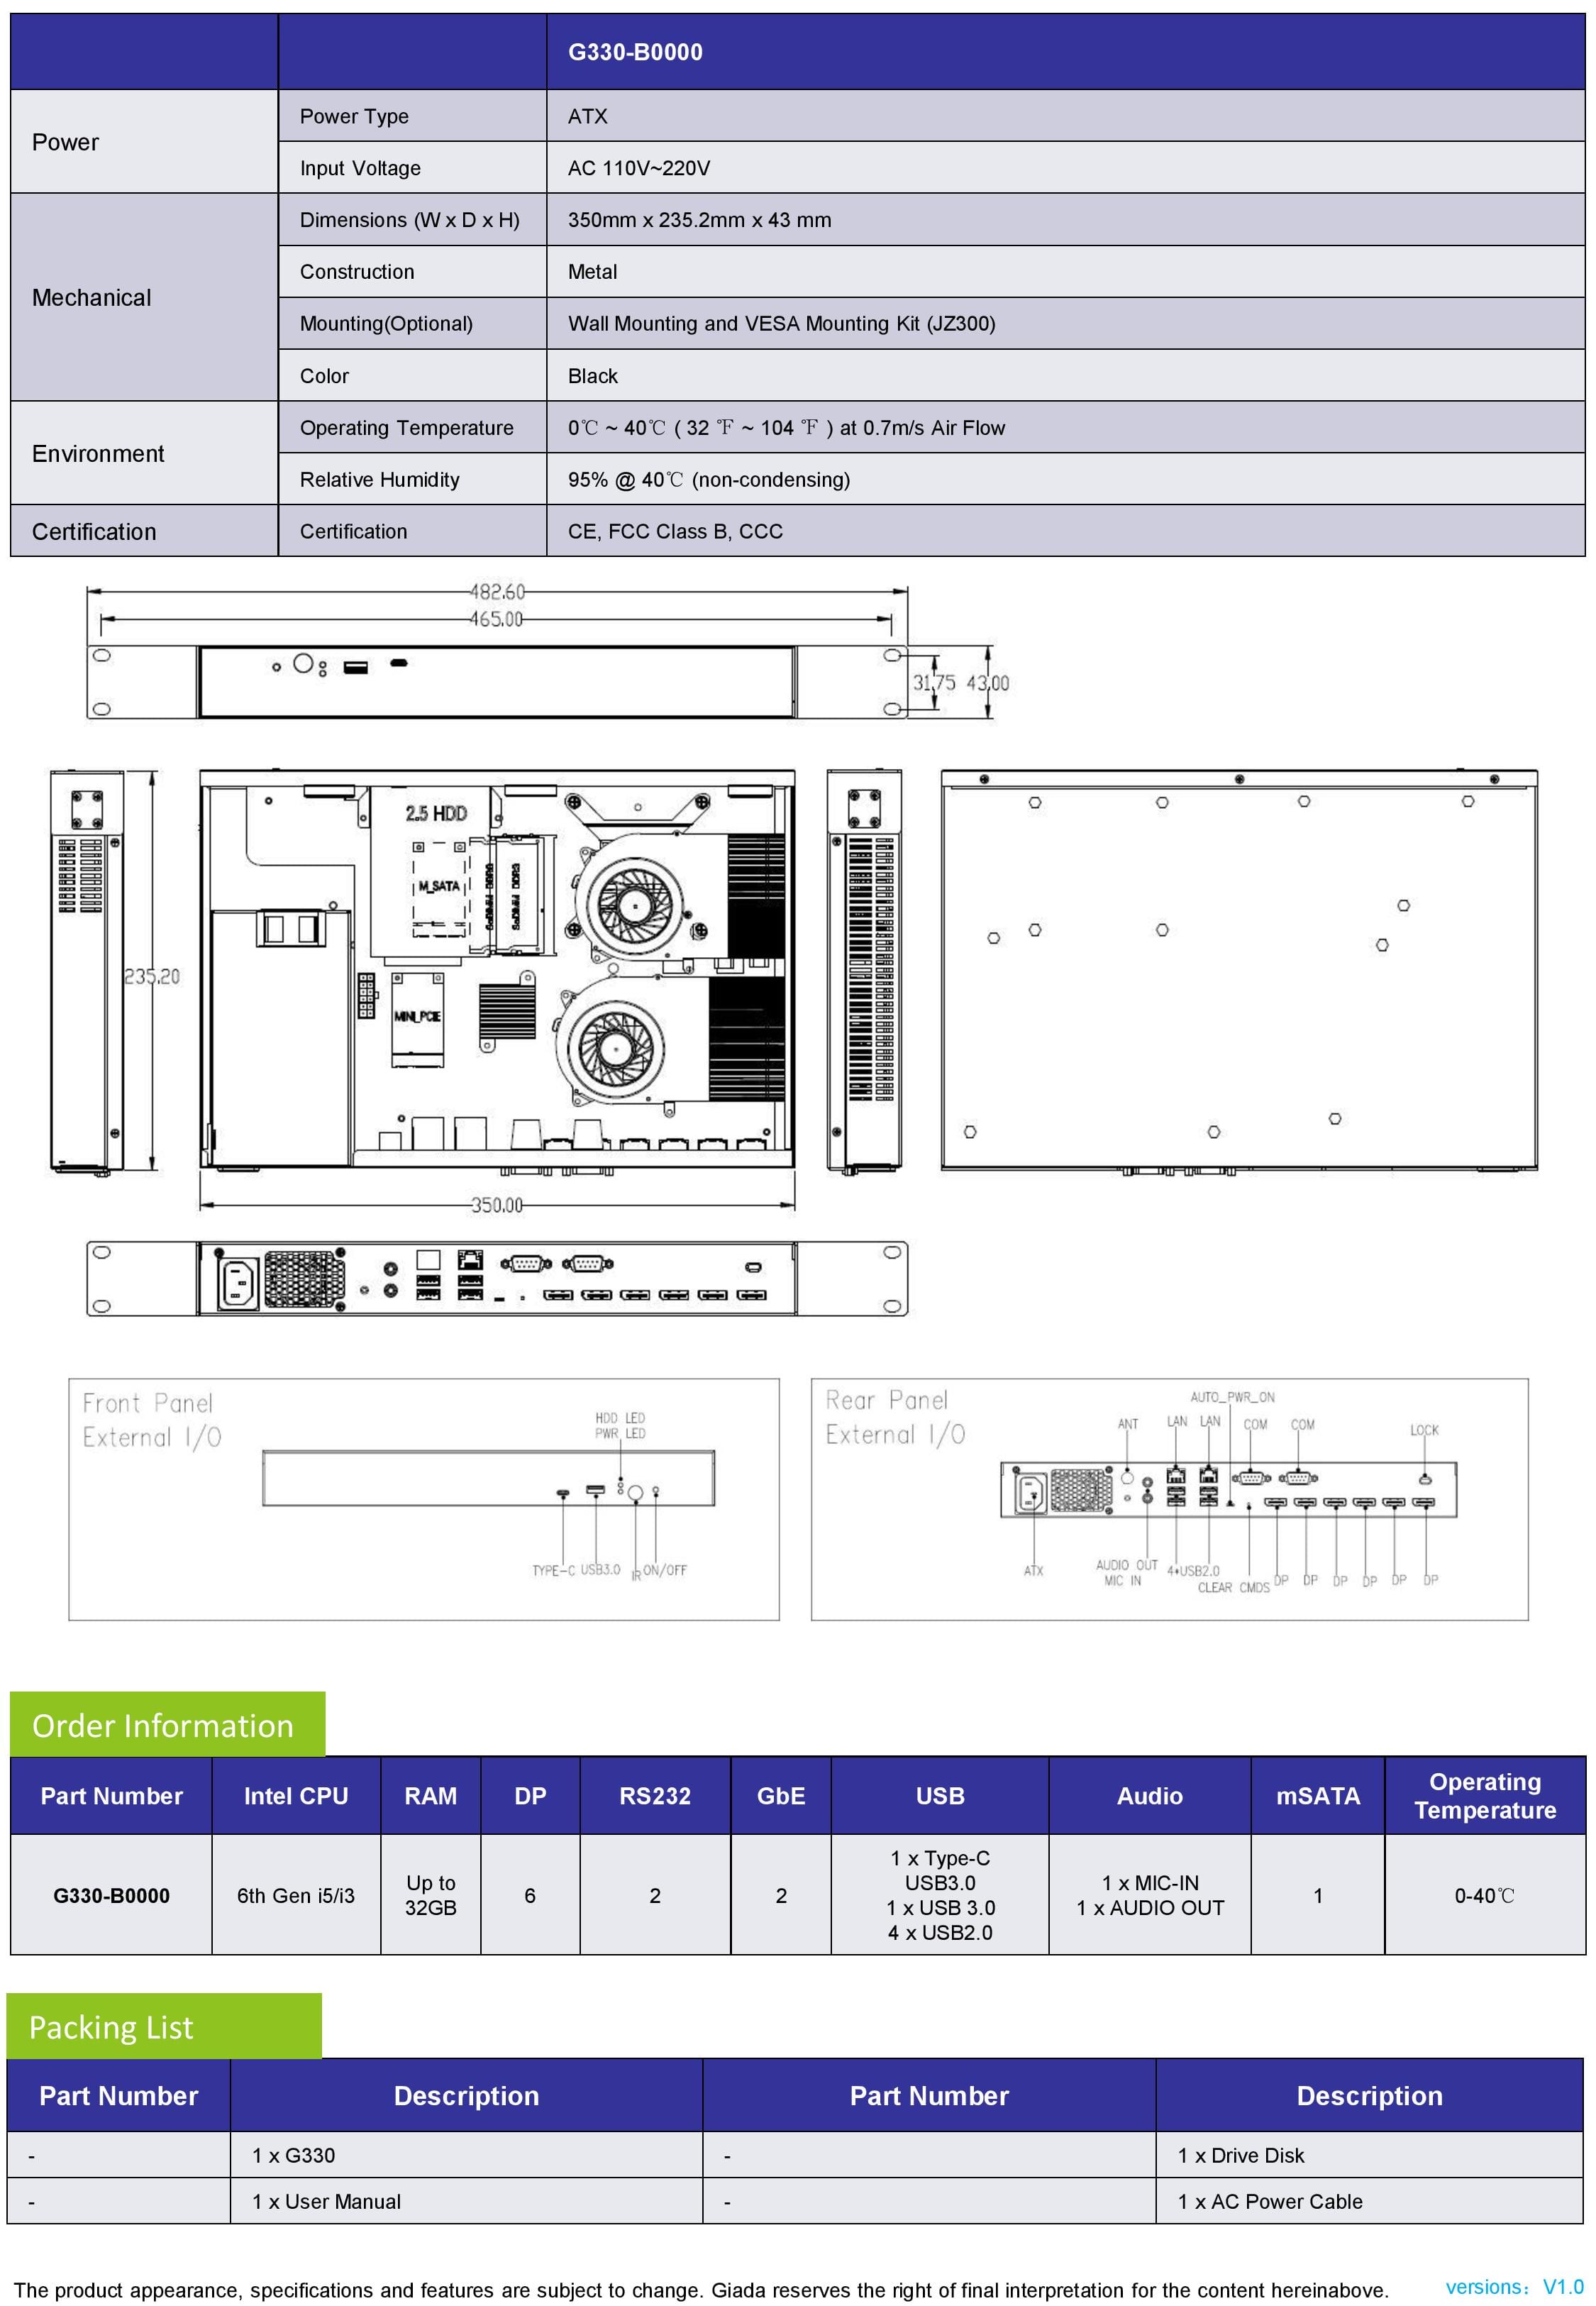 G330-B0000
Power
Power Type
ATX
Input Voltage
AC 110V~220V
Mechanical
Dimensions (W x D x H)
350mm x 235.2mm x 43 mm
Construction
Metal
Mounting(Optional)
Wall Mounting and VESA Mounting Kit (JZ300)
Color
Black
Environment
Operating Temperature
0℃ ~ 40℃ ( 32 ℉ ~ 104 ℉ ) at 0.7m/s Air Flow
Relative Humidity
95% @ 40℃ (non-condensing)
Certification
Certification
CE, FCC Class B, CCC
482.60
465.00
31.75 43.00
2.5 HDD
M_SATA
SoDIMM DDR3
SoDIMM DDR3
235.20
MINI_PCIE
350.00
Front Panel
External I/O
HDD LED
PWR LED
TYPE-C USB3.0 IR ON/OFF
Rear Panel
External I/O
AUTO_PWR_ON
ANT LAN LAN COM COM LOCK
ATX
AUDIO OUT
MIC IN
4*USB2.0
CLEAR CMOS
DP DP DP DP DP DP
Order Information
Part Number
Intel CPU
RAM
DP
RS232
GbE
USB
Audio
mSATA
Operating
Temperature
G330-B0000
6th Gen i5/i3
Up to
32GB
6
2
2
1 x Type-C
USB3.0
1 x USB 3.0
4 x USB2.0
1 x MIC-IN
1 x AUDIO OUT
1
0-40℃
Packing List
Part Number
Description
Part Number
Description
-
1 x G330
-
1 x Drive Disk
-
1 x User Manual
-
1 x AC Power Cable
The product appearance, specifications and features are subject to change. Giada reserves the right of final interpretation for the content hereinabove.
versions：V1.0